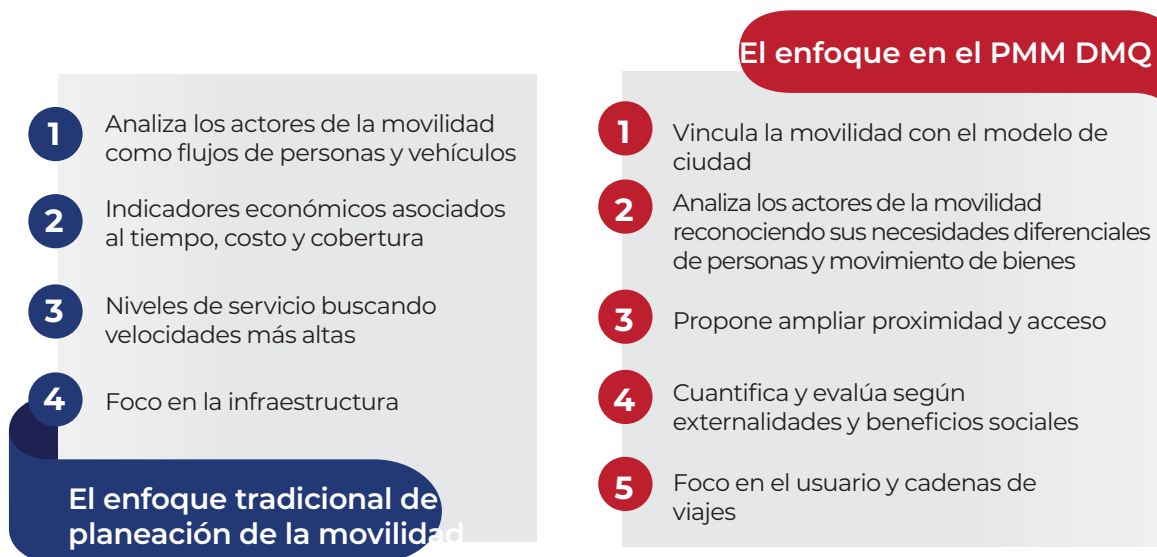 1
Analiza los actores de la movilidad
como flujos de personas y vehículos
2
Indicadores económicos asociados
al tiempo, costo y cobertura
3
Niveles de servicio buscando
velocidades más altas
4
Foco en la infraestructura
El enfoque tradicional de
planeación de la movilidad
El enfoque en el PMM DMQ
1
Vincula la movilidad con el modelo de
ciudad
2
Analiza los actores de la movilidad
reconociendo sus necesidades diferenciales
de personas y movimiento de bienes
3
Propone ampliar proximidad y acceso
4
Cuantifica y evalúa según
externalidades y beneficios sociales
5
Foco en el usuario y cadenas de
viajes